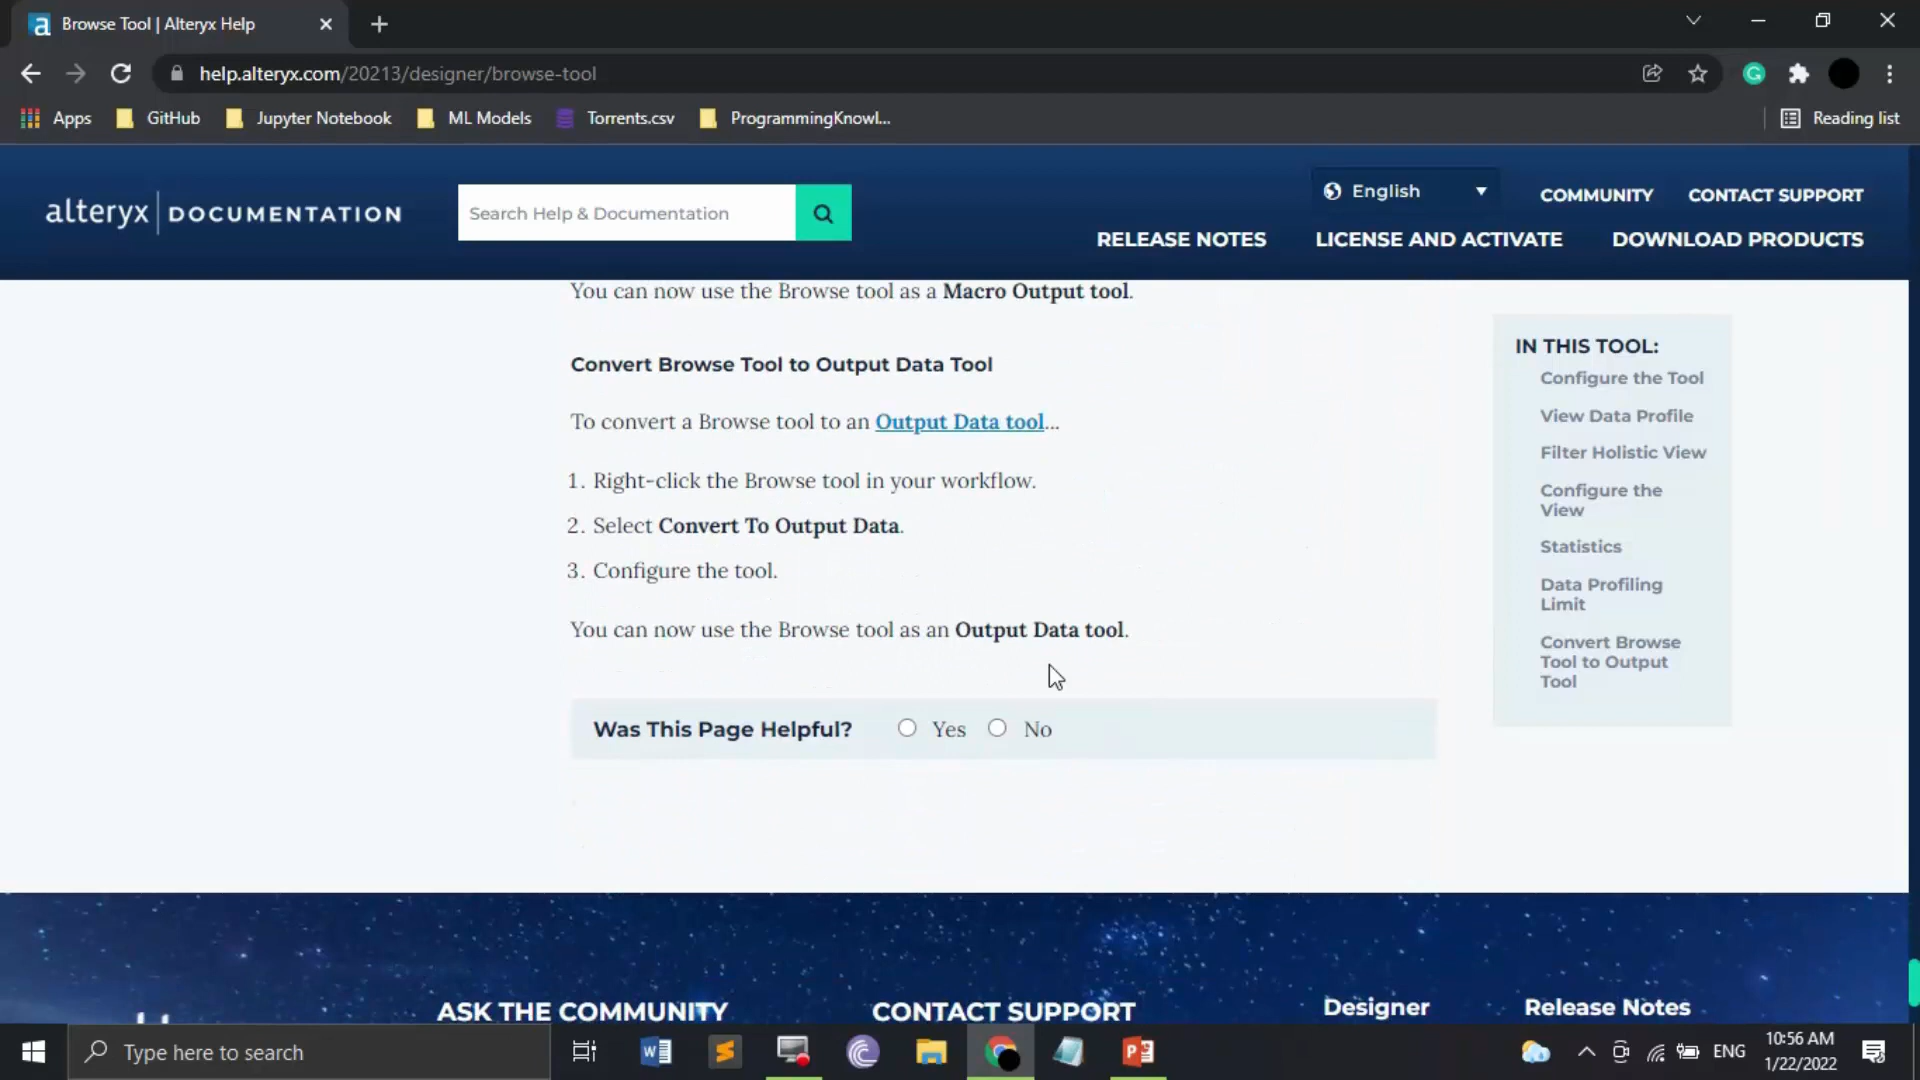 Browse Tool | Alteryx Help
help.alteryx.com/20213/designer/browse-tool
Apps GitHub Jupyter Notebook ML Models Torrents.csv ProgrammingKnowl... Reading list
alteryx DOCUMENTATION
Search Help & Documentation
English COMMUNITY CONTACT SUPPORT
RELEASE NOTES LICENSE AND ACTIVATE DOWNLOAD PRODUCTS
You can now use the Browse tool as a Macro Output tool.
Convert Browse Tool to Output Data Tool
To convert a Browse tool to an Output Data tool...
1. Right-click the Browse tool in your workflow.
2. Select Convert To Output Data.
3. Configure the tool.
You can now use the Browse tool as an Output Data tool.
Was This Page Helpful? Yes No
IN THIS TOOL:
Configure the Tool
View Data Profile
Filter Holistic View
Configure the
View
Statistics
Data Profiling
Limit
Convert Browse
Tool to Output
Tool
ASK THE COMMUNITY CONTACT SUPPORT Designer Release Notes
Type here to search
ENG
10:56 AM
1/22/2022